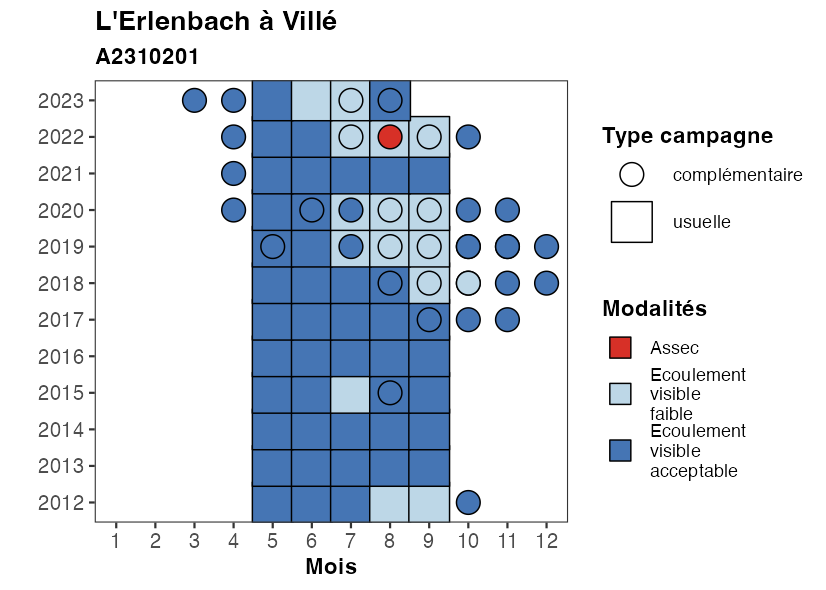 L'Erlenbach à Villé
A2310201
2023
2022
2021
2020
2019
2018
2017
2016
2015
2014
2013
2012
1 2 3 4 5 6 7 8 9 10 11 12
Mois
Type campagne
complémentaire
usuelle
Modalités
Assec
Ecoulement
visible
faible
Ecoulement
visible
acceptable